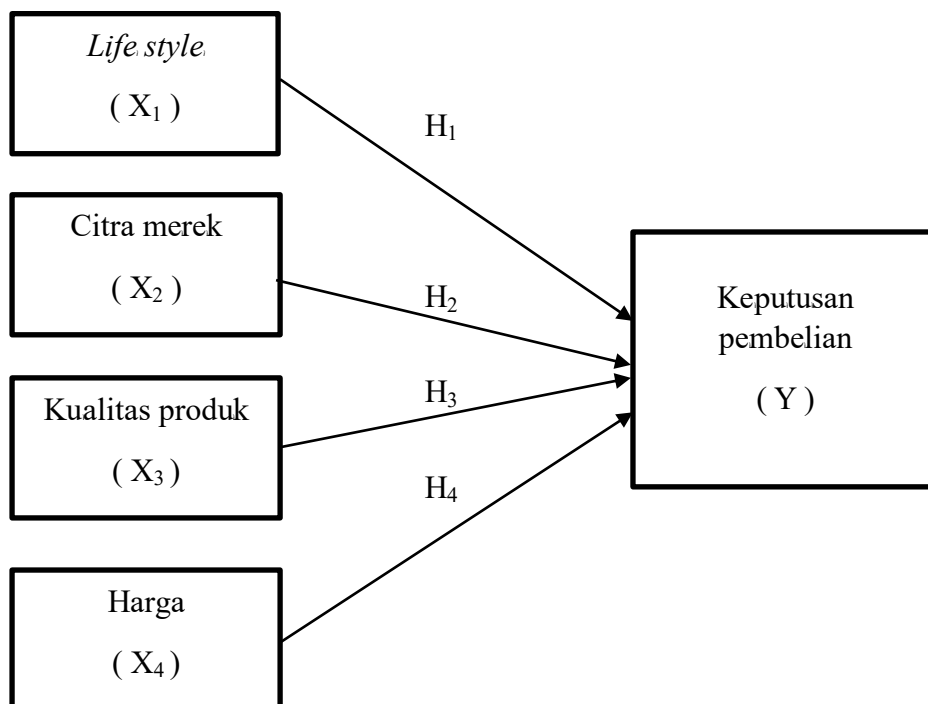 Life style
( X₁ )
H₁
Citra merek
( X₂ )
H₂
Keputusan
pembelian
( Y )
Kualitas produk
( X₃ )
H₃
H₄
Harga
( X₄ )